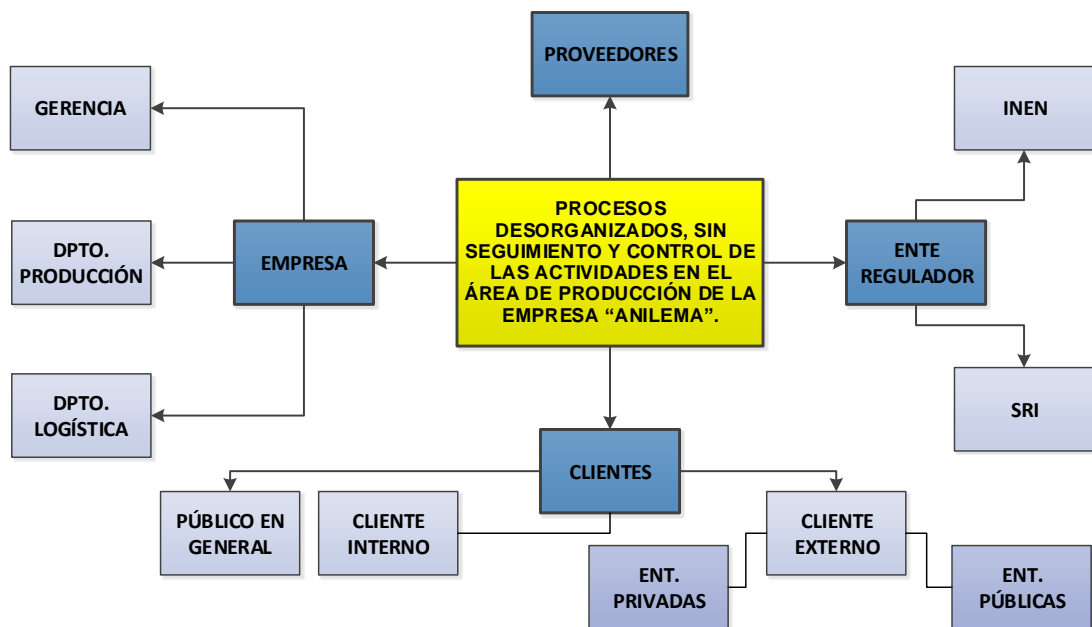 PROVEEDORES
GERENCIA
INEN
PROCESOS
DESORGANIZADOS, SIN
SEGUIMIENTO Y CONTROL DE
LAS ACTIVIDADES EN EL
ÁREA DE PRODUCCIÓN DE LA
EMPRESA “ANILEMA”.
DPTO.
PRODUCCIÓN
EMPRESA
ENTE
REGULADOR
DPTO.
LOGÍSTICA
SRI
CLIENTES
PÚBLICO EN
GENERAL
CLIENTE
INTERNO
CLIENTE
EXTERNO
ENT.
PRIVADAS
ENT.
PÚBLICAS